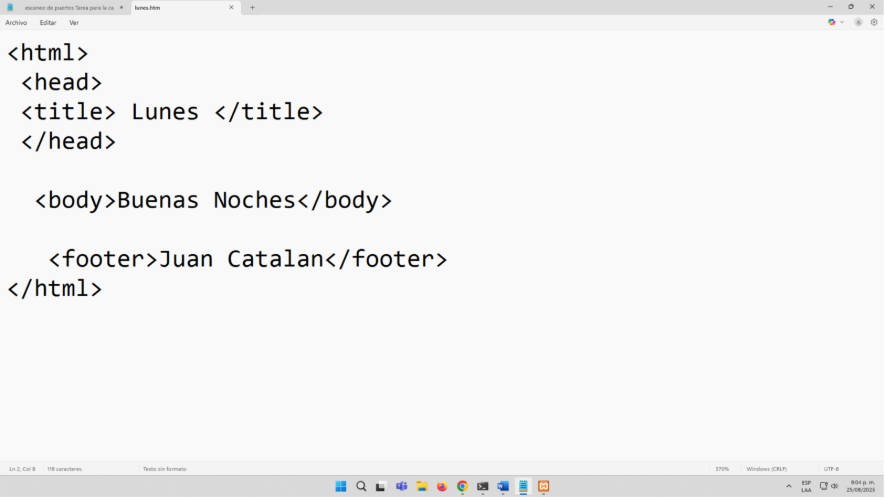 escaneo de puertos Tarea para la ca
lunes.htm
Archivo Editar Ver
<html>
<head>
<title> Lunes </title>
</head>
<body>Buenas Noches</body>
<footer>Juan Catalan</footer>
</html>
Ln 2, Col 8 118 caracteres. Texto sin formato 370% Windows (CRLF) UTF-8
ESP
LAA
9:04 p. m.
25/08/2025